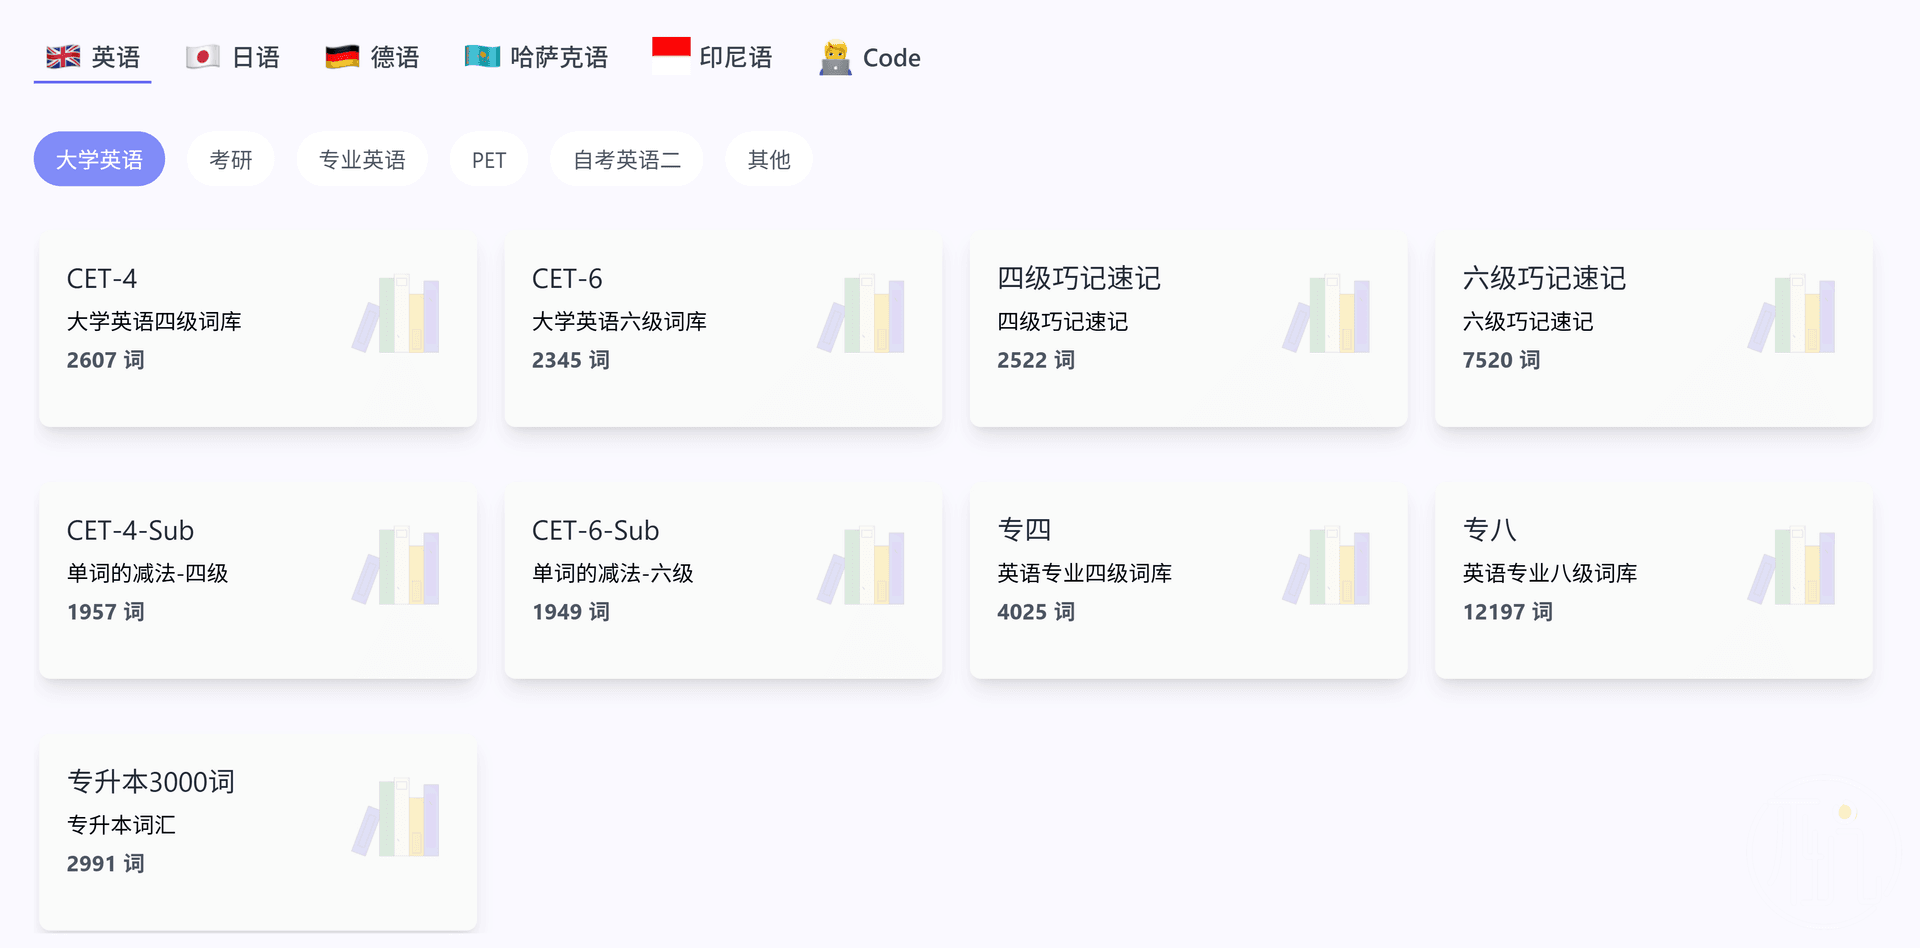 英语 日语 德语 哈萨克语 印尼语 Code
大学英语 考研 专业英语 PET 自考英语二 其他
CET-4
大学英语四级词库
2607 词
CET-6
大学英语六级词库
2345 词
四级巧记速记
四级巧记速记
2522 词
六级巧记速记
六级巧记速记
7520 词
CET-4-Sub
单词的减法-四级
1957 词
CET-6-Sub
单词的减法-六级
1949 词
专四
英语专业四级词库
4025 词
专八
英语专业八级词库
12197 词
专升本3000词
专升本词汇
2991 词